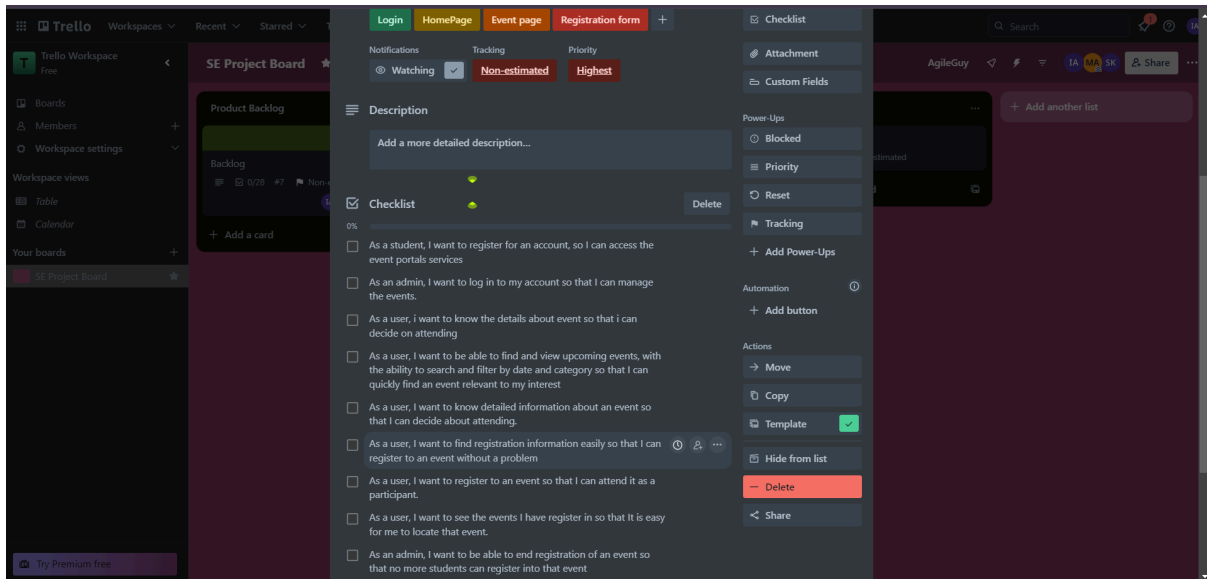 Trello
Workspaces
Recent
Starred
Search
1
IA
T
Trello Workspace
Free
Boards
Members
Workspace settings
Workspace views
Table
Calendar
Your boards
SE Project Board
Try Premium free
SE Project Board
AgileGuy
IA
MA
SK
Share
Product Backlog
Backlog
0/28 #7
+ Add a card
+ Add another list
Login
HomePage
Event page
Registration form
+
Notifications
Tracking
Priority
Watching
Non-estimated
Highest
Description
Add a more detailed description...
Checklist
Delete
0%
As a student, I want to register for an account, so I can access the
event portals services
As an admin, I want to log in to my account so that I can manage
the events.
As a user, i want to know the details about event so that i can
decide on attending
As a user, I want to be able to find and view upcoming events, with
the ability to search and filter by date and category so that I can
quickly find an event relevant to my interest
As a user, I want to know detailed information about an event so
that I can decide about attending.
As a user, I want to find registration information easily so that I can
register to an event without a problem
As a user, I want to register to an event so that I can attend it as a
participant.
As a user, I want to see the events I have register in so that It is easy
for me to locate that event.
As an admin, I want to be able to end registration of an event so
that no more students can register into that event
Checklist
Attachment
Custom Fields
Power-Ups
Blocked
Priority
Reset
Tracking
+ Add Power-Ups
Automation
+ Add button
Actions
Move
Copy
Template
Hide from list
Delete
Share